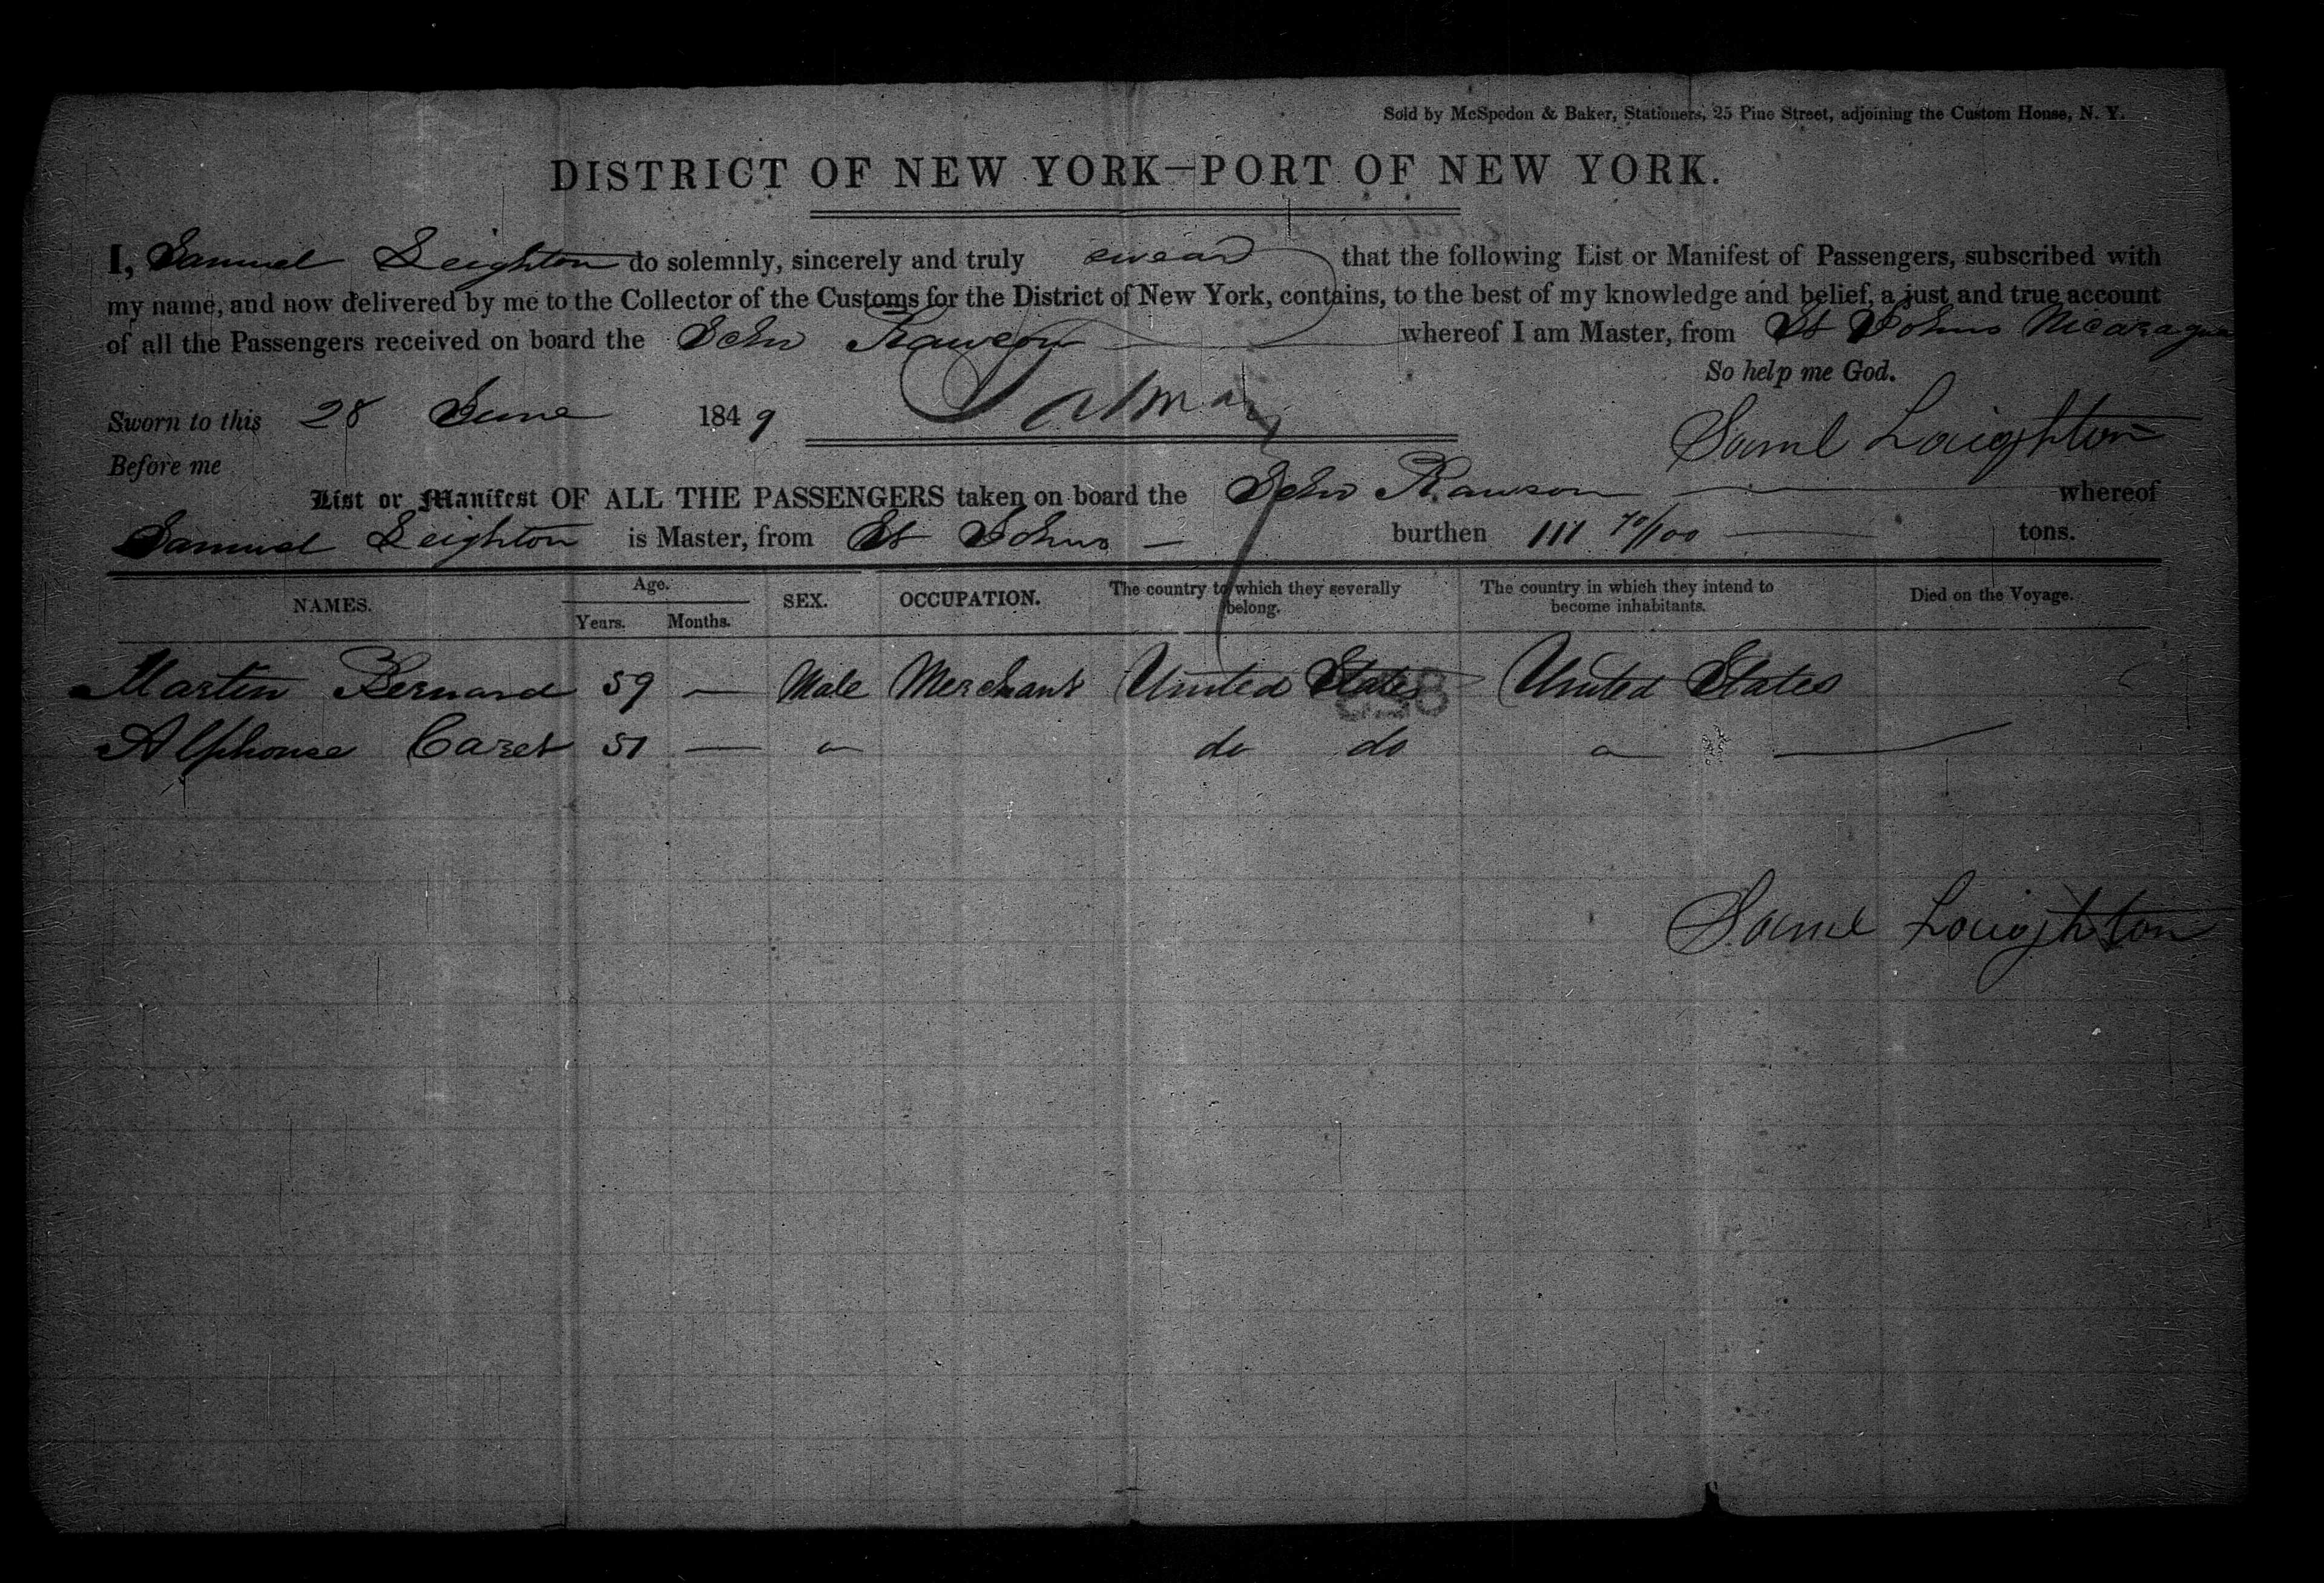 Sold by McSpedon & Baker, Stationers, 25 Pine Street, adjoining the Custom House, N. Y.
DISTRICT OF NEW YORK—PORT OF NEW YORK.
I, Samuel Leighton do solemnly, sincerely and truly swear that the following List or Manifest of Passengers, subscribed with
my name, and now delivered by me to the Collector of the Customs for the District of New York, contains, to the best of my knowledge and belief, a just and true account
of all the Passengers received on board the Schr Rawson whereof I am Master, from St Johns Nicaragua
So help me God.
Sworn to this 28 June 1849
Saml Laighton
Before me
List or Manifest OF ALL THE PASSENGERS taken on board the Schr Rawson whereof
Samuel Leighton is Master, from St Johns — burthen 111 70/100 tons.
NAMES. Age. Years. Months. SEX. OCCUPATION. The country to which they severally belong. The country in which they intend to become inhabitants. Died on the Voyage.
Martin Bernard 59 — Male Merchant United States United States
Alphonse Cazet 51 — " do do "
Saml Laighton